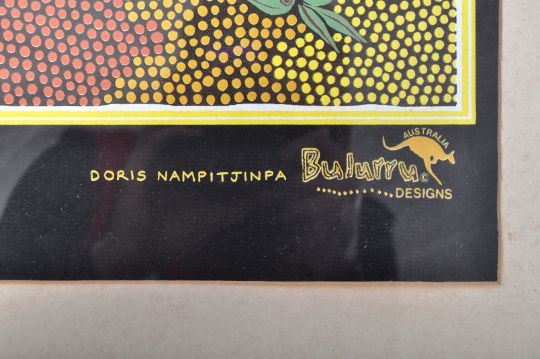 DORIS NAMPITJINPA
AUSTRALIA
Bulurru ©
DESIGNS